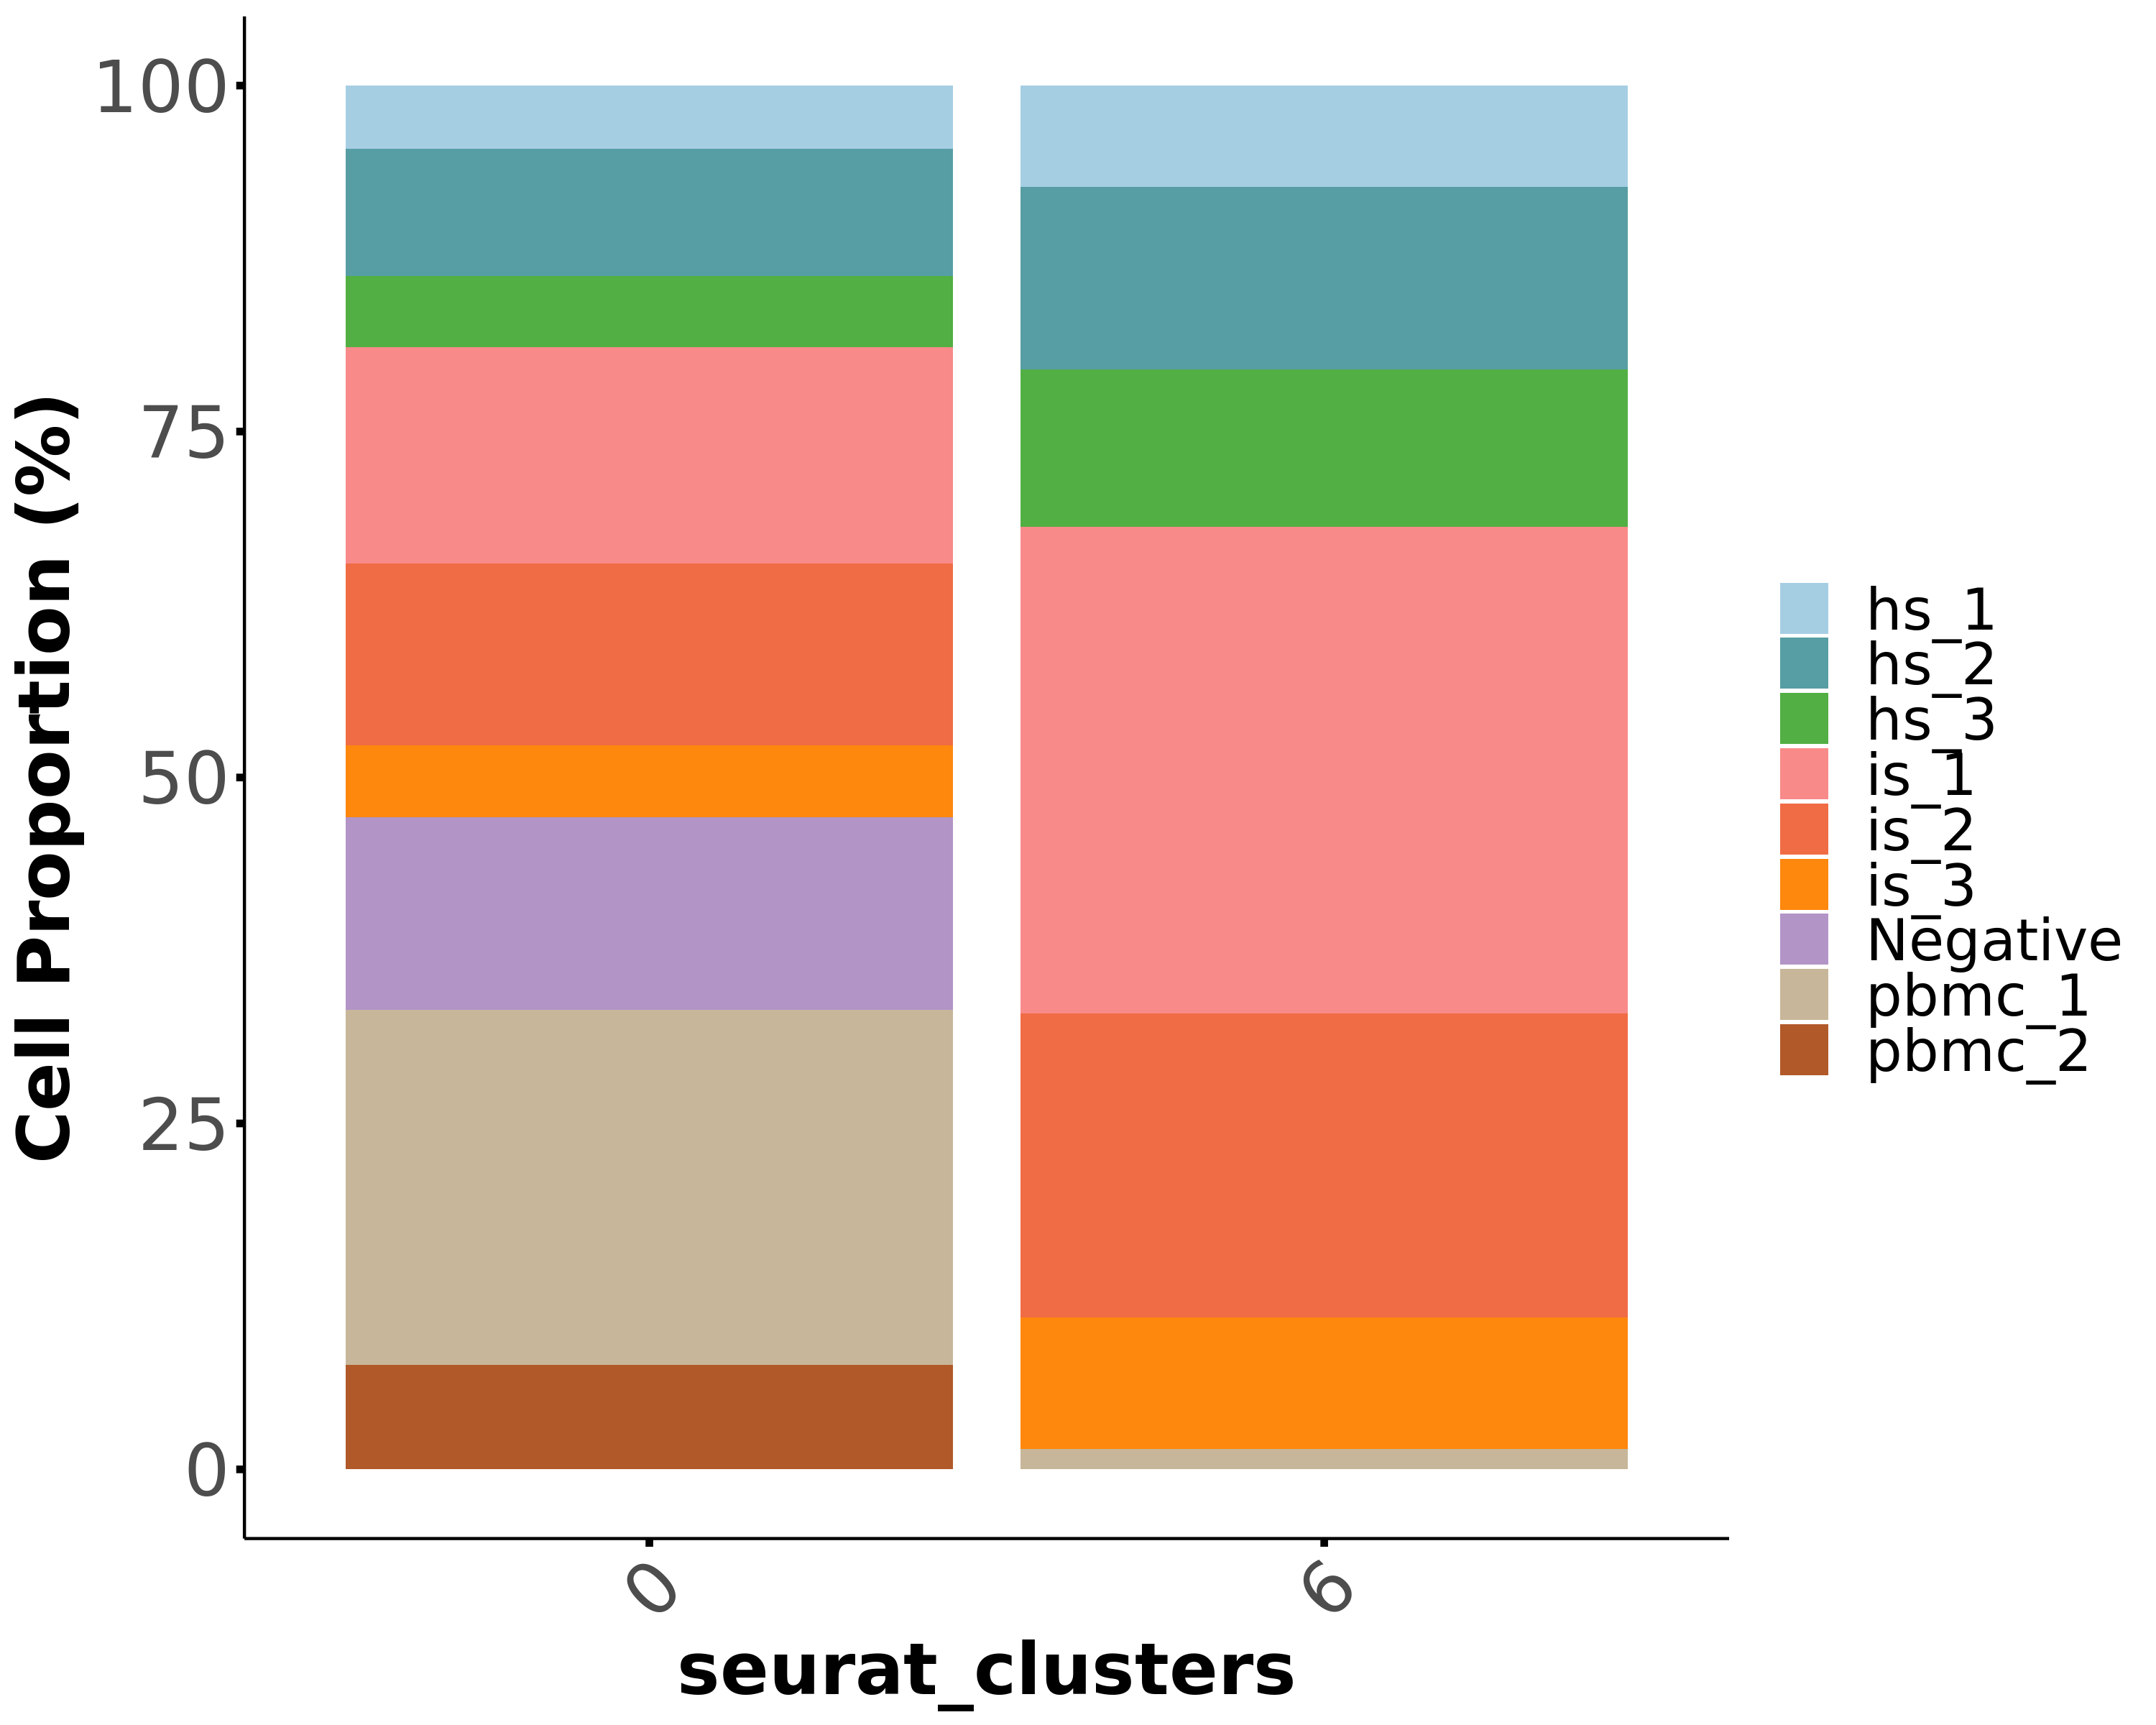 Cell Proportion (%)
100
75
50
25
0
0
6
seurat_clusters
hs_1
hs_2
hs_3
is_1
is_2
is_3
Negative
pbmc_1
pbmc_2